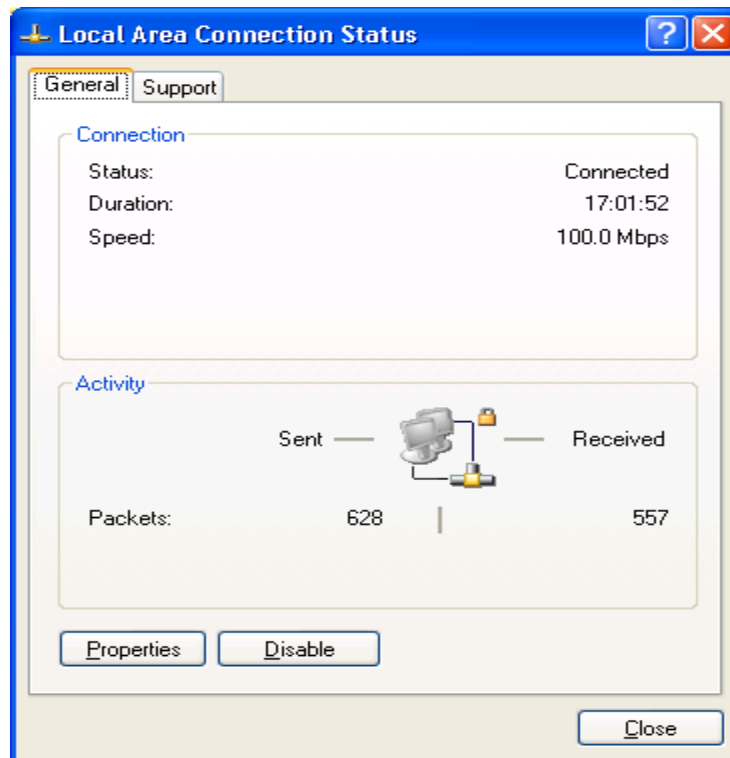 Local Area Connection Status
General Support
Connection
Status: Connected
Duration: 17:01:52
Speed: 100.0 Mbps
Activity
Sent Received
Packets: 628 557
Properties Disable
Close